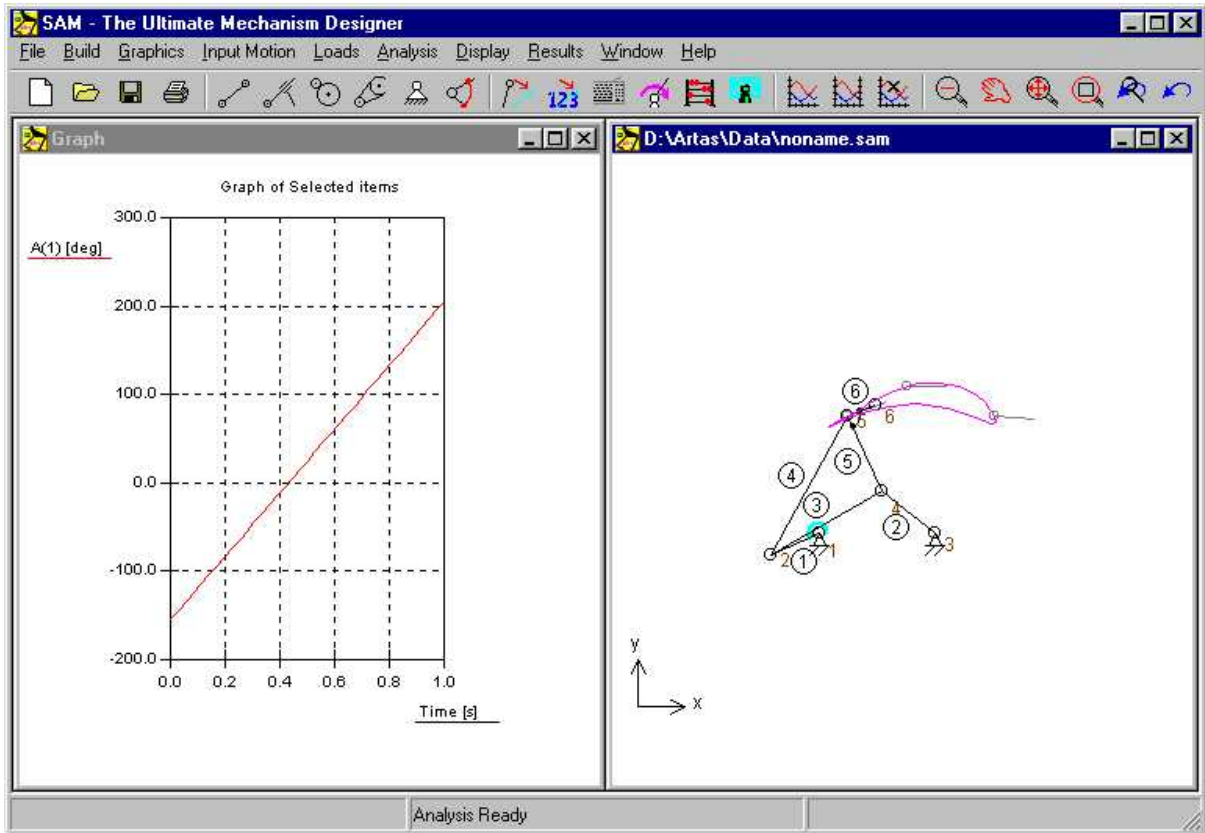 SAM - The Ultimate Mechanism Designer
File Build Graphics Input Motion Loads Analysis Display Results Window Help
123
Graph
D:\Artas\Data\noname.sam
Graph of Selected items
A(1) [deg]
300.0
200.0
100.0
0.0
-100.0
-200.0
0.0 0.2 0.4 0.6 0.8 1.0
Time [s]
6
5 6
4 5
3
4
2
2 1 1 3
y
x
Analysis Ready